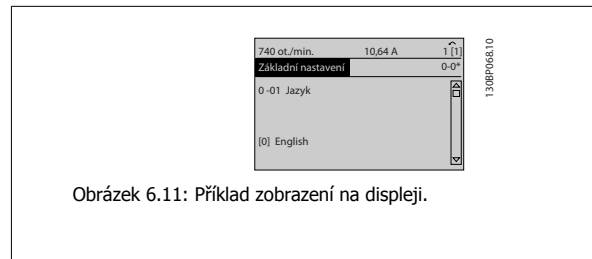 740 ot./min. 10,64 A 1 [1]
Základní nastavení 0-0*
0 -01 Jazyk
[0] English
130BP068.10
Obrázek 6.11: Příklad zobrazení na displeji.